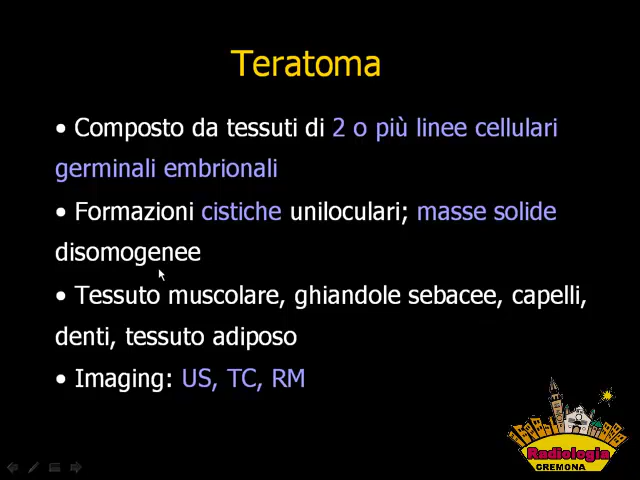 Teratoma
• Composto da tessuti di 2 o più linee cellulari
germinali embrionali
• Formazioni cistiche uniloculari; masse solide
disomogenee
• Tessuto muscolare, ghiandole sebacee, capelli,
denti, tessuto adiposo
• Imaging: US, TC, RM
Radiologia
CREMONA